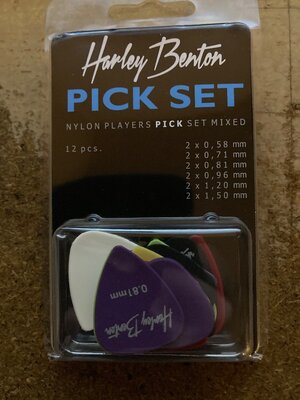 Harley Benton
PICK SET
NYLON PLAYERS PICK SET MIXED
12 pcs.
2 x 0,58 mm
2 x 0,71 mm
2 x 0,81 mm
2 x 0,96 mm
2 x 1,20 mm
2 x 1,50 mm
0.81mm
Harley Benton